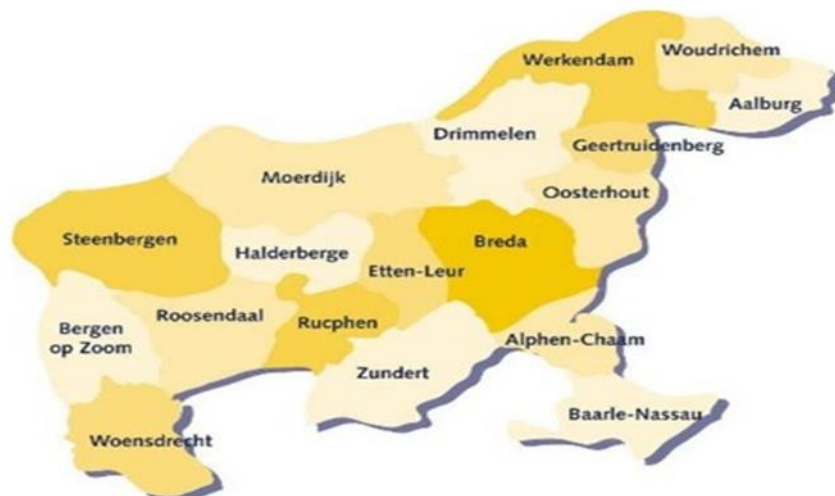 Werkendam
Woudrichem
Aalburg
Drimmelen
Geertruidenberg
Moerdijk
Oosterhout
Steenbergen
Halderberge
Breda
Etten-Leur
Roosendaal
Rucphen
Bergen
op Zoom
Alphen-Chaam
Zundert
Baarle-Nassau
Woensdrecht